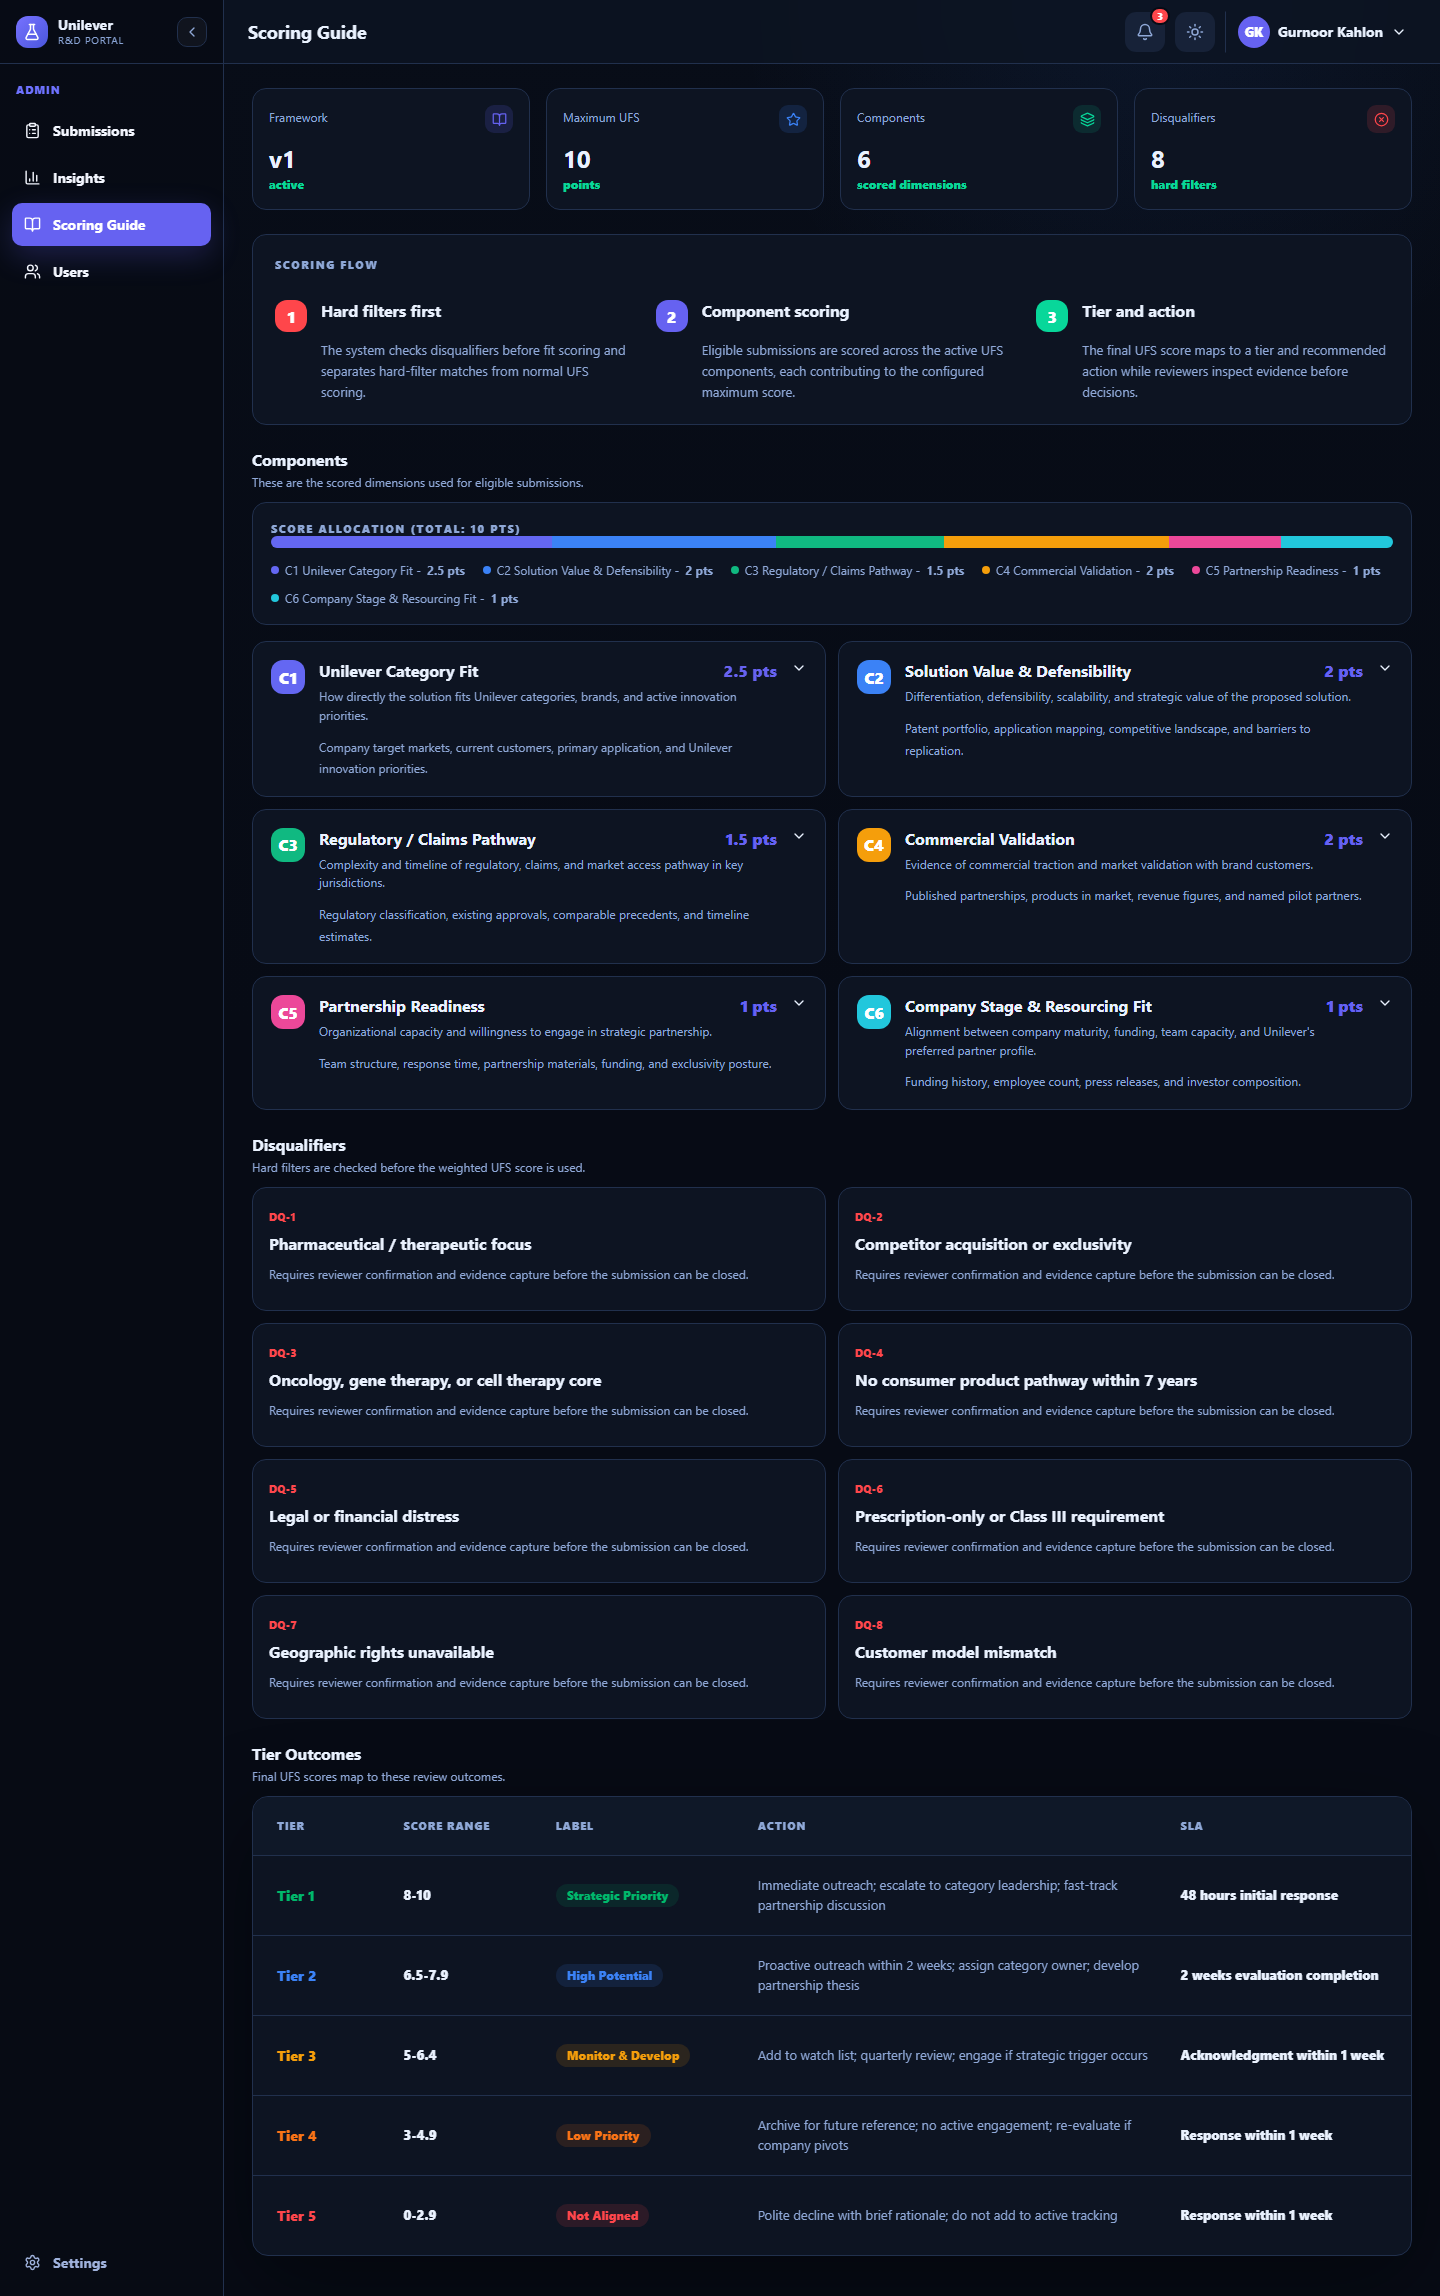 Unilever
R&D PORTAL
Scoring Guide
3
GK
Gurnoor Kahlon
ADMIN
Submissions
Insights
Scoring Guide
Users
Settings
Framework
v1
active
Maximum UFS
10
points
Components
6
scored dimensions
Disqualifiers
8
hard filters
SCORING FLOW
1
Hard filters first
The system checks disqualifiers before fit scoring and
separates hard-filter matches from normal UFS
scoring.
2
Component scoring
Eligible submissions are scored across the active UFS
components, each contributing to the configured
maximum score.
3
Tier and action
The final UFS score maps to a tier and recommended
action while reviewers inspect evidence before
decisions.
Components
These are the scored dimensions used for eligible submissions.
SCORE ALLOCATION (TOTAL: 10 PTS)
C1 Unilever Category Fit - 2.5 pts
C2 Solution Value & Defensibility - 2 pts
C3 Regulatory / Claims Pathway - 1.5 pts
C4 Commercial Validation - 2 pts
C5 Partnership Readiness - 1 pts
C6 Company Stage & Resourcing Fit - 1 pts
C1
Unilever Category Fit
2.5 pts
How directly the solution fits Unilever categories, brands, and active innovation
priorities.
Company target markets, current customers, primary application, and Unilever
innovation priorities.
C2
Solution Value & Defensibility
2 pts
Differentiation, defensibility, scalability, and strategic value of the proposed solution.
Patent portfolio, application mapping, competitive landscape, and barriers to
replication.
C3
Regulatory / Claims Pathway
1.5 pts
Complexity and timeline of regulatory, claims, and market access pathway in key
jurisdictions.
Regulatory classification, existing approvals, comparable precedents, and timeline
estimates.
C4
Commercial Validation
2 pts
Evidence of commercial traction and market validation with brand customers.
Published partnerships, products in market, revenue figures, and named pilot partners.
C5
Partnership Readiness
1 pts
Organizational capacity and willingness to engage in strategic partnership.
Team structure, response time, partnership materials, funding, and exclusivity posture.
C6
Company Stage & Resourcing Fit
1 pts
Alignment between company maturity, funding, team capacity, and Unilever's
preferred partner profile.
Funding history, employee count, press releases, and investor composition.
Disqualifiers
Hard filters are checked before the weighted UFS score is used.
DQ-1
Pharmaceutical / therapeutic focus
Requires reviewer confirmation and evidence capture before the submission can be closed.
DQ-2
Competitor acquisition or exclusivity
Requires reviewer confirmation and evidence capture before the submission can be closed.
DQ-3
Oncology, gene therapy, or cell therapy core
Requires reviewer confirmation and evidence capture before the submission can be closed.
DQ-4
No consumer product pathway within 7 years
Requires reviewer confirmation and evidence capture before the submission can be closed.
DQ-5
Legal or financial distress
Requires reviewer confirmation and evidence capture before the submission can be closed.
DQ-6
Prescription-only or Class III requirement
Requires reviewer confirmation and evidence capture before the submission can be closed.
DQ-7
Geographic rights unavailable
Requires reviewer confirmation and evidence capture before the submission can be closed.
DQ-8
Customer model mismatch
Requires reviewer confirmation and evidence capture before the submission can be closed.
Tier Outcomes
Final UFS scores map to these review outcomes.
TIER SCORE RANGE LABEL ACTION SLA
Tier 1 8-10 Strategic Priority Immediate outreach; escalate to category leadership; fast-track
partnership discussion
48 hours initial response
Tier 2 6.5-7.9 High Potential Proactive outreach within 2 weeks; assign category owner; develop
partnership thesis
2 weeks evaluation completion
Tier 3 5-6.4 Monitor & Develop Add to watch list; quarterly review; engage if strategic trigger occurs Acknowledgment within 1 week
Tier 4 3-4.9 Low Priority Archive for future reference; no active engagement; re-evaluate if
company pivots
Response within 1 week
Tier 5 0-2.9 Not Aligned Polite decline with brief rationale; do not add to active tracking Response within 1 week